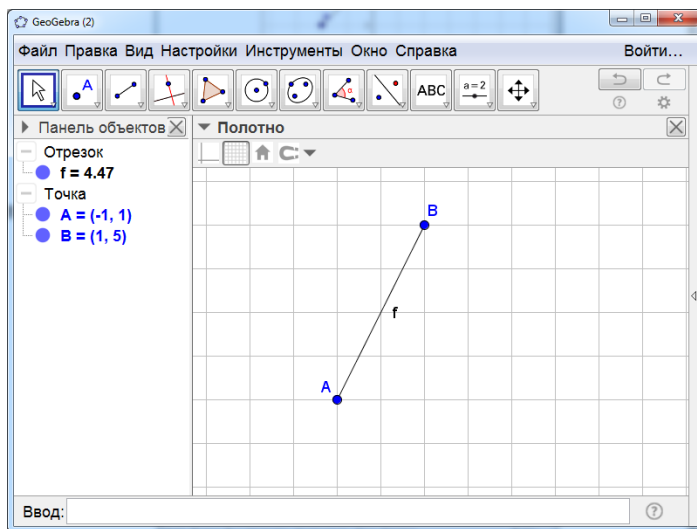 GeoGebra (2)
Файл Правка Вид Настройки Инструменты Окно Справка Войти...
A ABC a=2
Панель объектов
Отрезок
f = 4.47
Точка
A = (-1, 1)
B = (1, 5)
Полотно
B
f
A
Ввод: